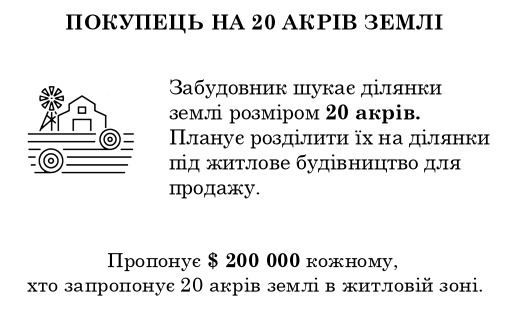 ПОКУПЕЦЬ НА 20 АКРІВ ЗЕМЛІ
Забудовник шукає ділянки
землі розміром 20 акрів.
Планує розділити їх на ділянки
під житлове будівництво для
продажу.
Пропонує $ 200 000 кожному,
хто запропонує 20 акрів землі в житловій зоні.